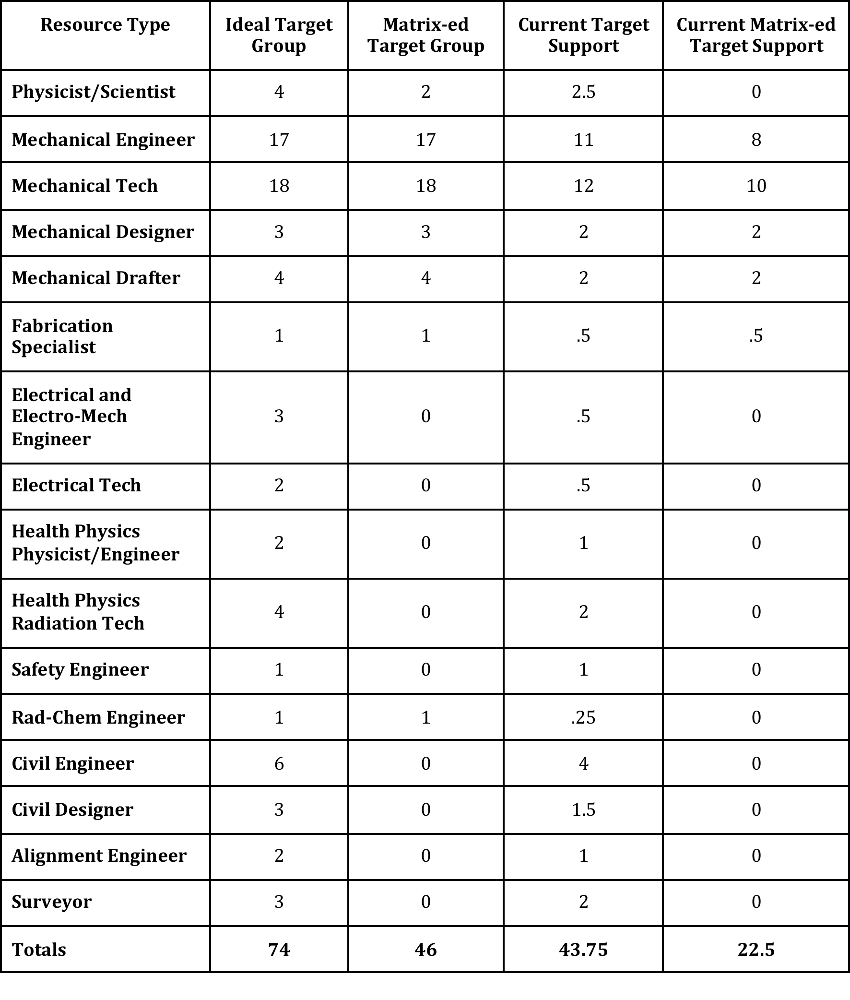 Resource Type Ideal Target Group Matrix-ed Target Group Current Target Support Current Matrix-ed Target Support
Physicist/Scientist 4 2 2.5 0
Mechanical Engineer 17 17 11 8
Mechanical Tech 18 18 12 10
Mechanical Designer 3 3 2 2
Mechanical Drafter 4 4 2 2
Fabrication Specialist 1 1 .5 .5
Electrical and Electro-Mech Engineer 3 0 .5 0
Electrical Tech 2 0 .5 0
Health Physics Physicist/Engineer 2 0 1 0
Health Physics Radiation Tech 4 0 2 0
Safety Engineer 1 0 1 0
Rad-Chem Engineer 1 1 .25 0
Civil Engineer 6 0 4 0
Civil Designer 3 0 1.5 0
Alignment Engineer 2 0 1 0
Surveyor 3 0 2 0
Totals 74 46 43.75 22.5